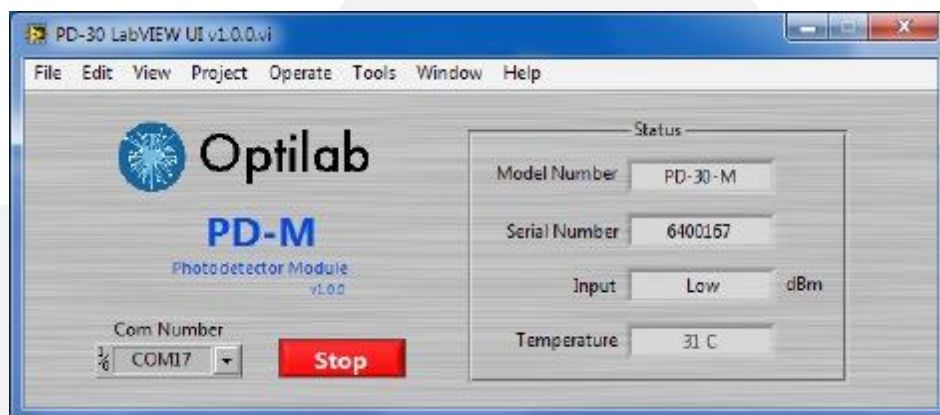 PD-30 LabVIEW UI v1.0.0.vi
File Edit View Project Operate Tools Window Help
Optilab
PD-M
Photodetector Module
v1.0.0
Com Number
COM17
Stop
Status
Model Number PD-30-M
Serial Number 6400167
Input Low dBm
Temperature 31 C